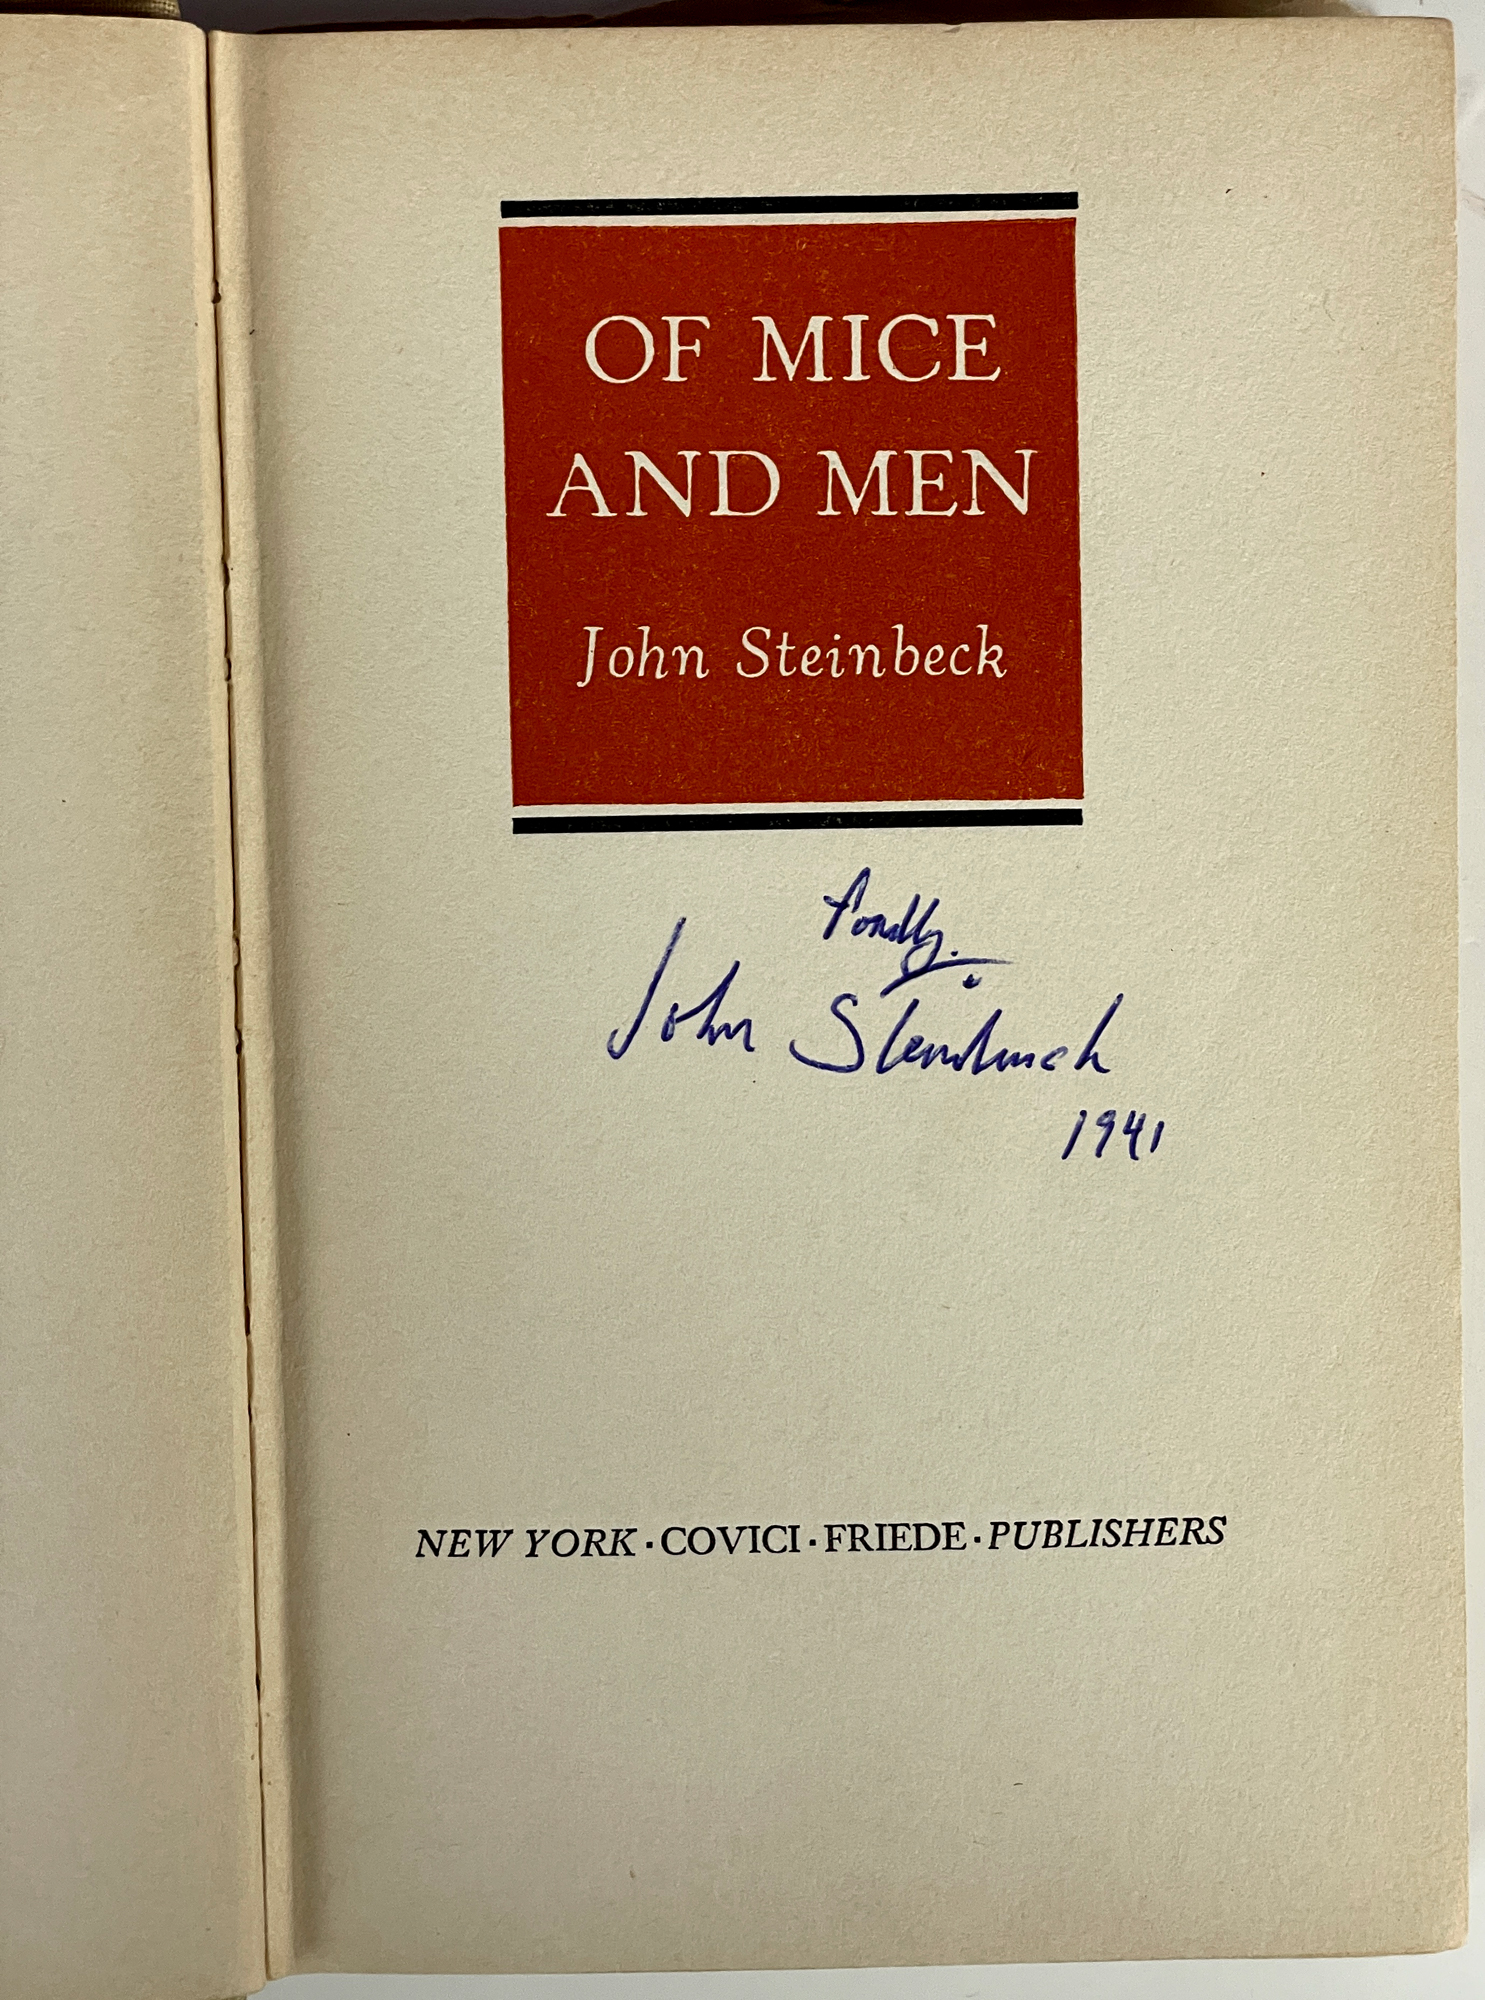 OF MICE
AND MEN
John Steinbeck
fondly.
John Steinbeck
1941
NEW YORK · COVICI · FRIEDE · PUBLISHERS